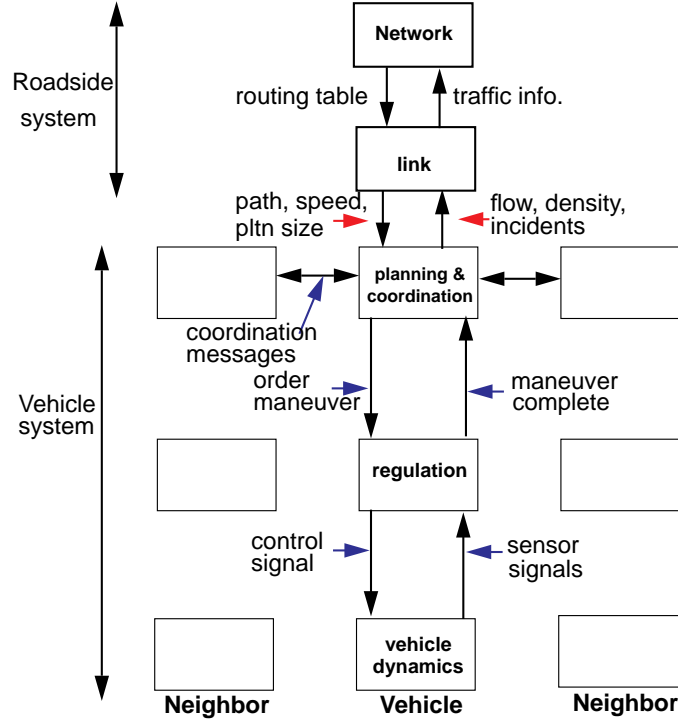 Network
Roadside
system
routing table
traffic info.
link
path, speed,
pltn size
flow, density,
incidents
planning &
coordination
coordination
messages
order
maneuver
maneuver
complete
Vehicle
system
regulation
control
signal
sensor
signals
vehicle
dynamics
Neighbor
Vehicle
Neighbor